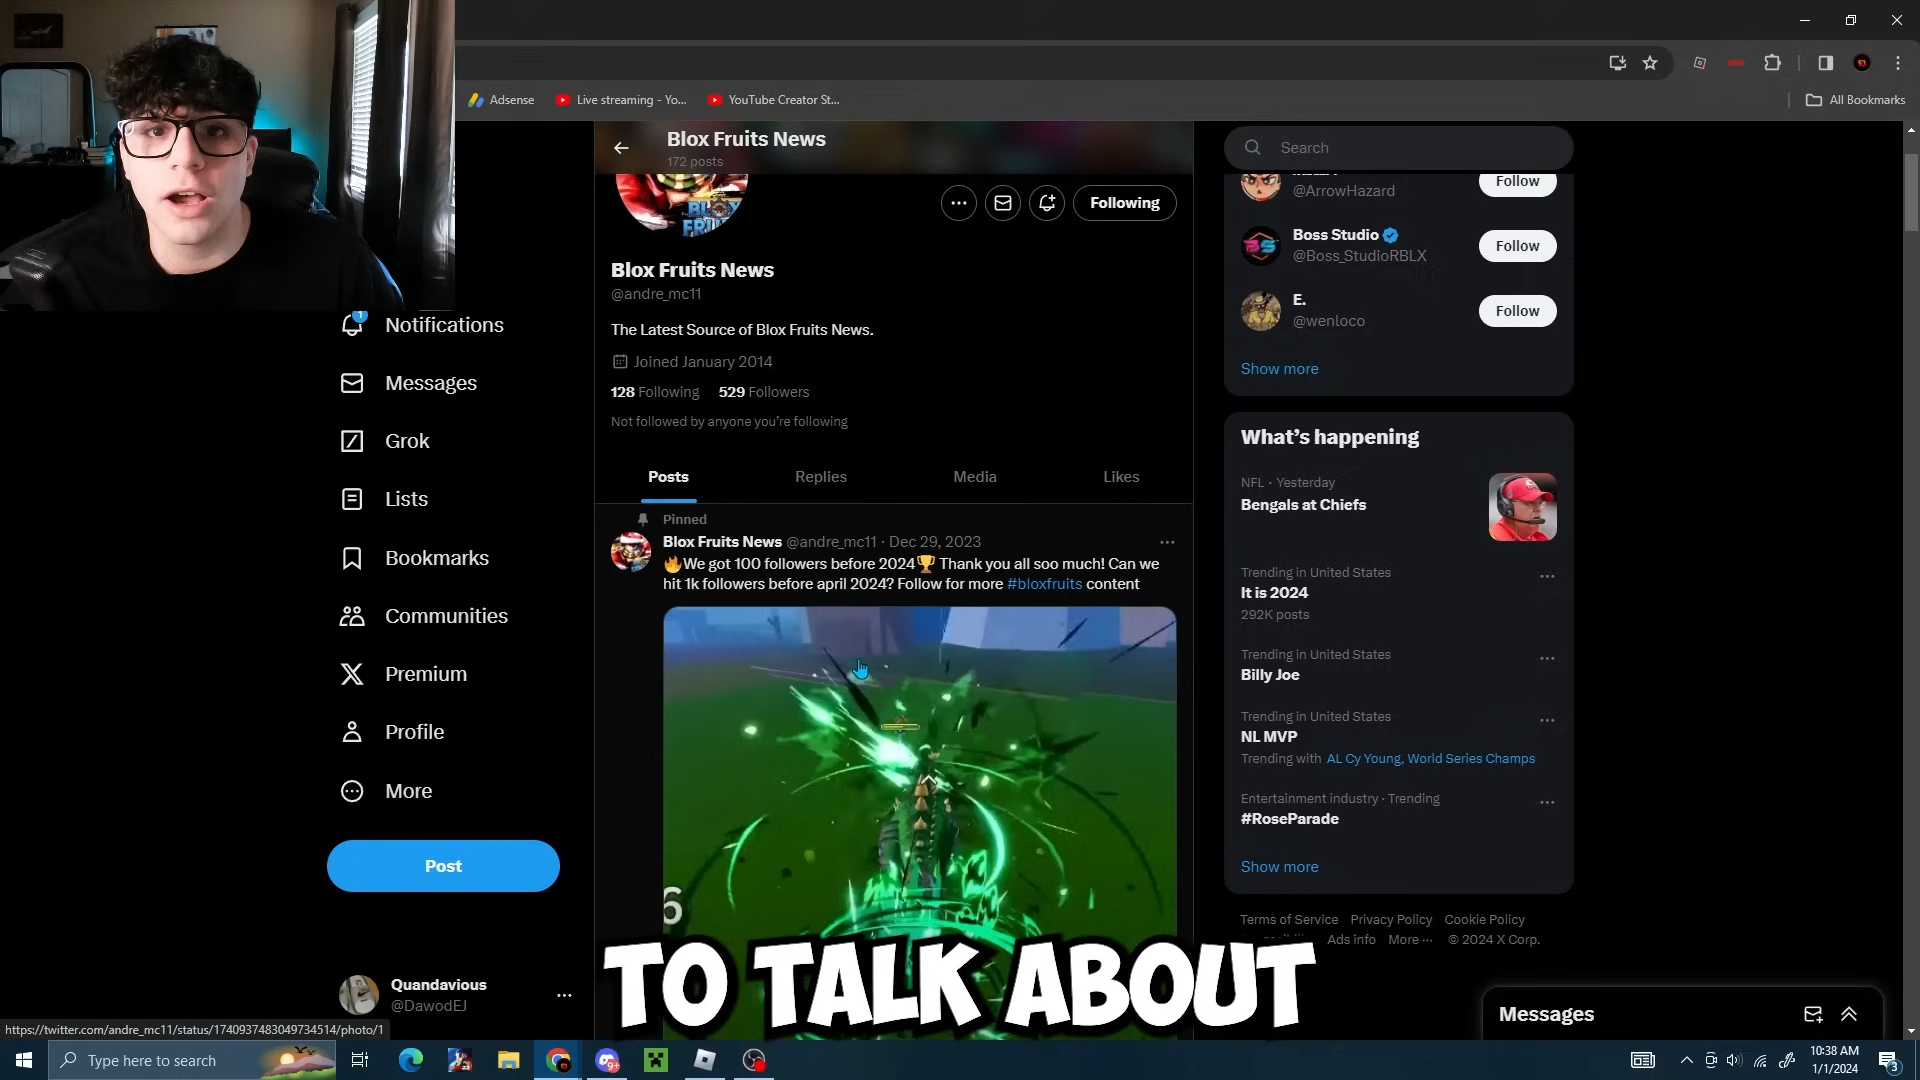 Adsense
Live streaming - Yo...
YouTube Creator St...
All Bookmarks
Blox Fruits News
172 posts
Following
Blox Fruits News
@andre_mc11
The Latest Source of Blox Fruits News.
Joined January 2014
128 Following 529 Followers
Not followed by anyone you're following
Posts Replies Media Likes
Pinned
Blox Fruits News @andre_mc11 · Dec 29, 2023
🔥We got 100 followers before 2024🏆 Thank you all soo much! Can we
hit 1k followers before april 2024? Follow for more #bloxfruits content
6
TO TALK ABOUT
1
Notifications
Messages
Grok
Lists
Bookmarks
Communities
Premium
Profile
More
Post
Quandavious
@DawodEJ
Search
@ArrowHazard
Follow
Boss Studio
@Boss_StudioRBLX
Follow
E.
@wenloco
Follow
Show more
What's happening
NFL · Yesterday
Bengals at Chiefs
Trending in United States
It is 2024
292K posts
Trending in United States
Billy Joe
Trending in United States
NL MVP
Trending with AL Cy Young, World Series Champs
Entertainment industry · Trending
#RoseParade
Show more
Terms of Service Privacy Policy Cookie Policy
Ads info More ··· © 2024 X Corp.
Messages
https://twitter.com/andre_mc11/status/1740937483049734514/photo/1
Type here to search
9+
10:38 AM
1/1/2024
3